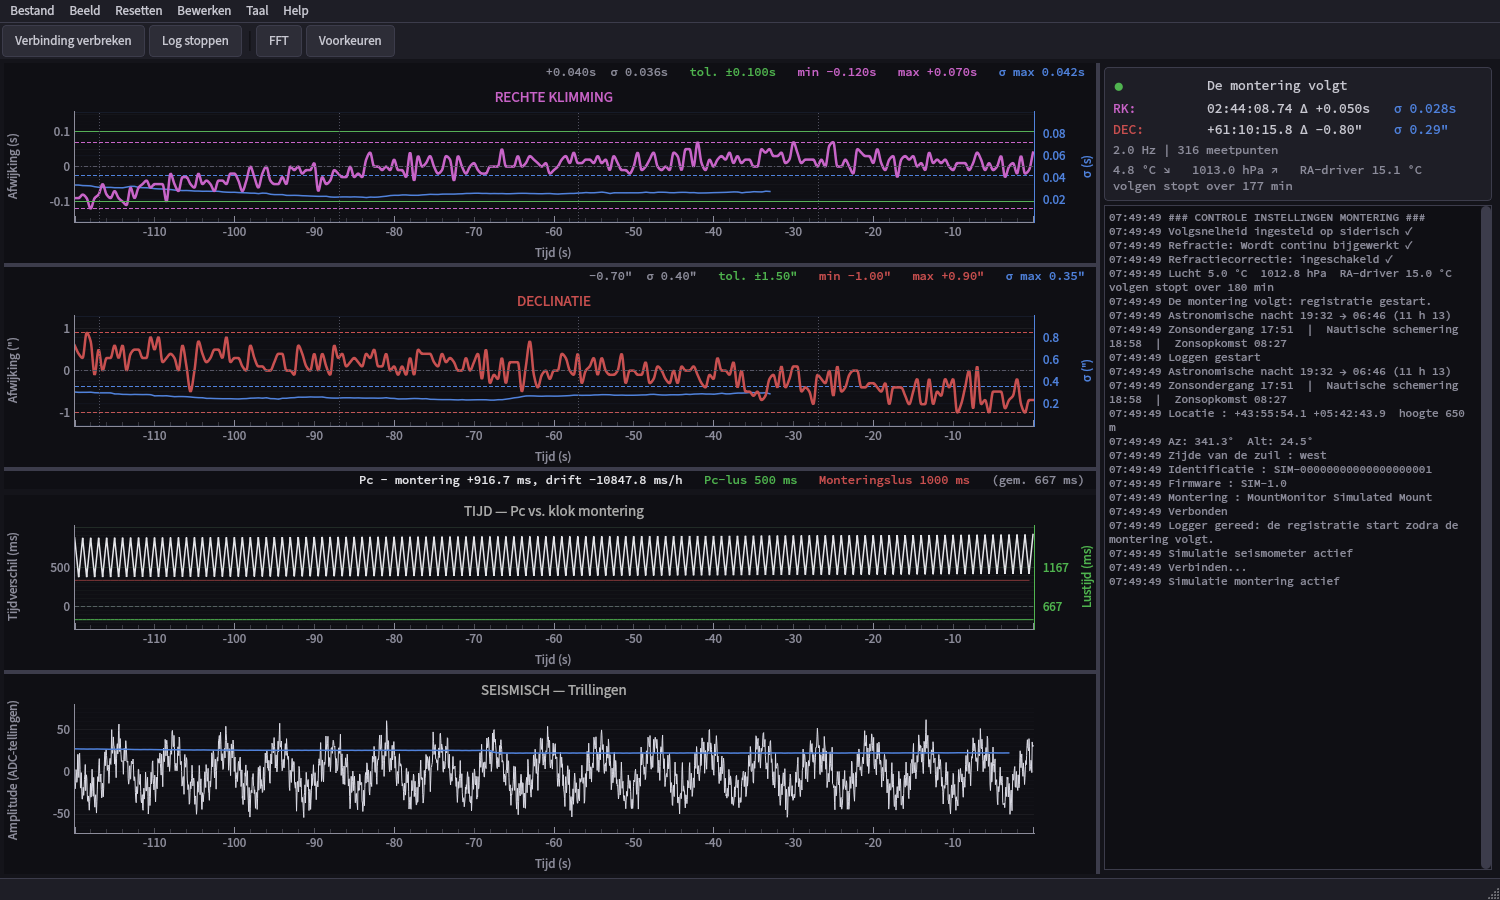 Bestand Beeld Resetten Bewerken Taal Help
Verbinding verbreken Log stoppen FFT Voorkeuren
+0.040s σ 0.036s tol. ±0.100s min −0.120s max +0.070s σ max 0.042s
RECHTE KLIMMING
Afwijking (s)
0.1
0
-0.1
0.08
0.06
0.04
0.02
σ (s)
-110 -100 -90 -80 -70 -60 -50 -40 -30 -20 -10
Tijd (s)
−0.70" σ 0.40" tol. ±1.50" min −1.00" max +0.90" σ max 0.35"
DECLINATIE
Afwijking (")
1
0
-1
0.8
0.6
0.4
0.2
σ (")
-110 -100 -90 -80 -70 -60 -50 -40 -30 -20 -10
Tijd (s)
Pc − montering +916.7 ms, drift −10847.8 ms/h Pc-lus 500 ms Monteringslus 1000 ms (gem. 667 ms)
TIJD — Pc vs. klok montering
Tijdverschil (ms)
500
0
1167
667
Lustijd (ms)
-110 -100 -90 -80 -70 -60 -50 -40 -30 -20 -10
Tijd (s)
SEISMISCH — Trillingen
Amplitude (ADC-tellingen)
50
0
-50
-110 -100 -90 -80 -70 -60 -50 -40 -30 -20 -10
Tijd (s)
De montering volgt
RK: 02:44:08.74 Δ +0.050s σ 0.028s
DEC: +61:10:15.8 Δ −0.80" σ 0.29"
2.0 Hz | 316 meetpunten
4.8 °C ↘ 1013.0 hPa ↗ RA-driver 15.1 °C
volgen stopt over 177 min
07:49:49 ### CONTROLE INSTELLINGEN MONTERING ###
07:49:49 Volgsnelheid ingesteld op siderisch ✓
07:49:49 Refractie: Wordt continu bijgewerkt ✓
07:49:49 Refractiecorrectie: ingeschakeld ✓
07:49:49 Lucht 5.0 °C 1012.8 hPa RA-driver 15.0 °C
volgen stopt over 180 min
07:49:49 De montering volgt: registratie gestart.
07:49:49 Astronomische nacht 19:32 → 06:46 (11 h 13)
07:49:49 Zonsondergang 17:51 | Nautische schemering
18:58 | Zonsopkomst 08:27
07:49:49 Loggen gestart
07:49:49 Astronomische nacht 19:32 → 06:46 (11 h 13)
07:49:49 Zonsondergang 17:51 | Nautische schemering
18:58 | Zonsopkomst 08:27
07:49:49 Locatie : +43:55:54.1 +05:42:43.9 hoogte 650
m
07:49:49 Az: 341.3° Alt: 24.5°
07:49:49 Zijde van de zuil : west
07:49:49 Identificatie : SIM-00000000000000000001
07:49:49 Firmware : SIM-1.0
07:49:49 Montering : MountMonitor Simulated Mount
07:49:49 Verbonden
07:49:49 Logger gereed: de registratie start zodra de
montering volgt.
07:49:49 Simulatie seismometer actief
07:49:49 Verbinden...
07:49:49 Simulatie montering actief